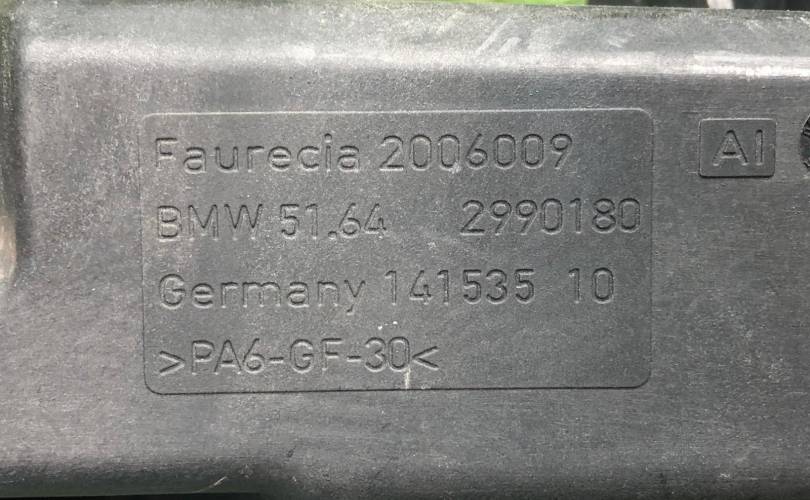 Faurecia 2006009
AI
BMW 51.64 2990180
Germany 141535 10
>PA6-GF-30<